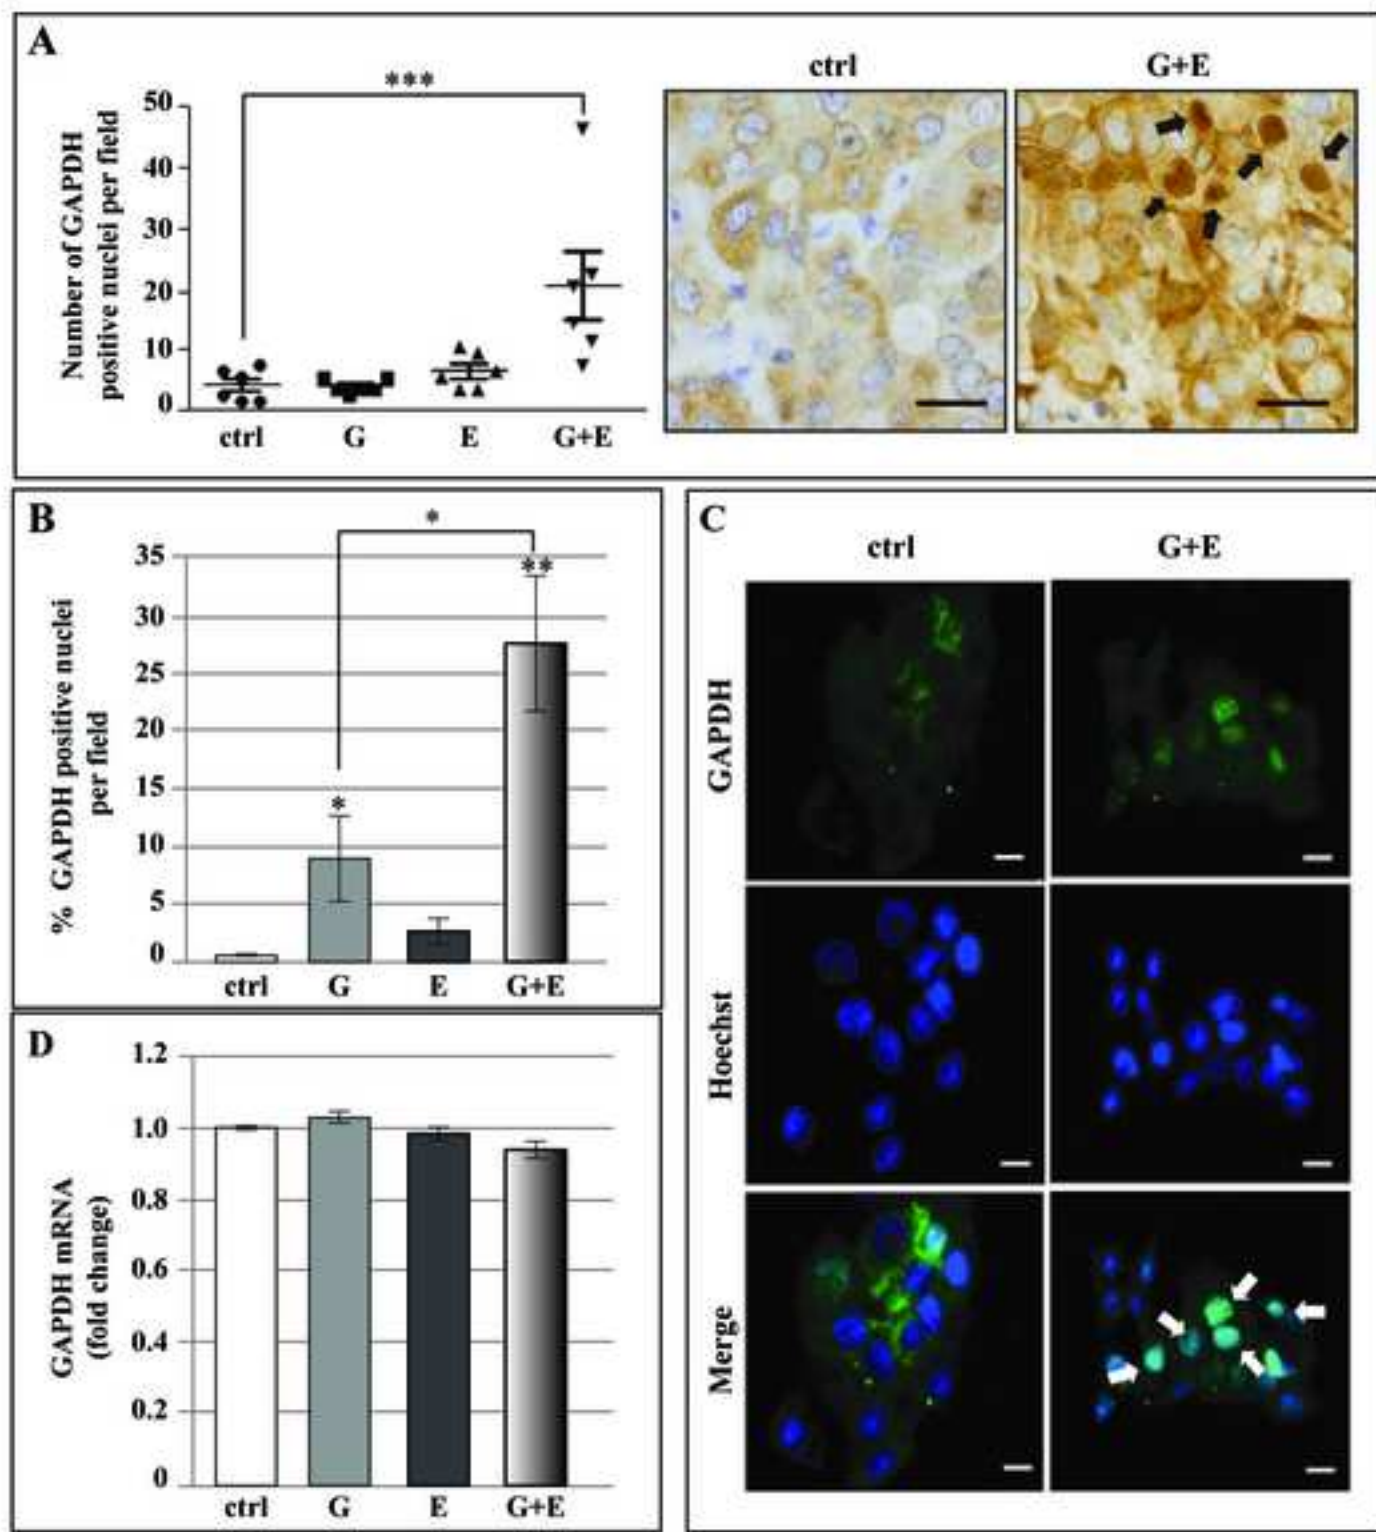 A
Number of GAPDH
positive nuclei per field
50
40
30
20
10
0
***
ctrl
G
E
G+E
ctrl
G+E
B
% GAPDH positive nuclei
per field
35
30
25
20
15
10
5
0
*
*
**
ctrl
G
E
G+E
C
ctrl
G+E
GAPDH
Hoechst
Merge
D
GAPDH mRNA
(fold change)
1.2
1.0
0.8
0.6
0.4
0.2
0
ctrl
G
E
G+E